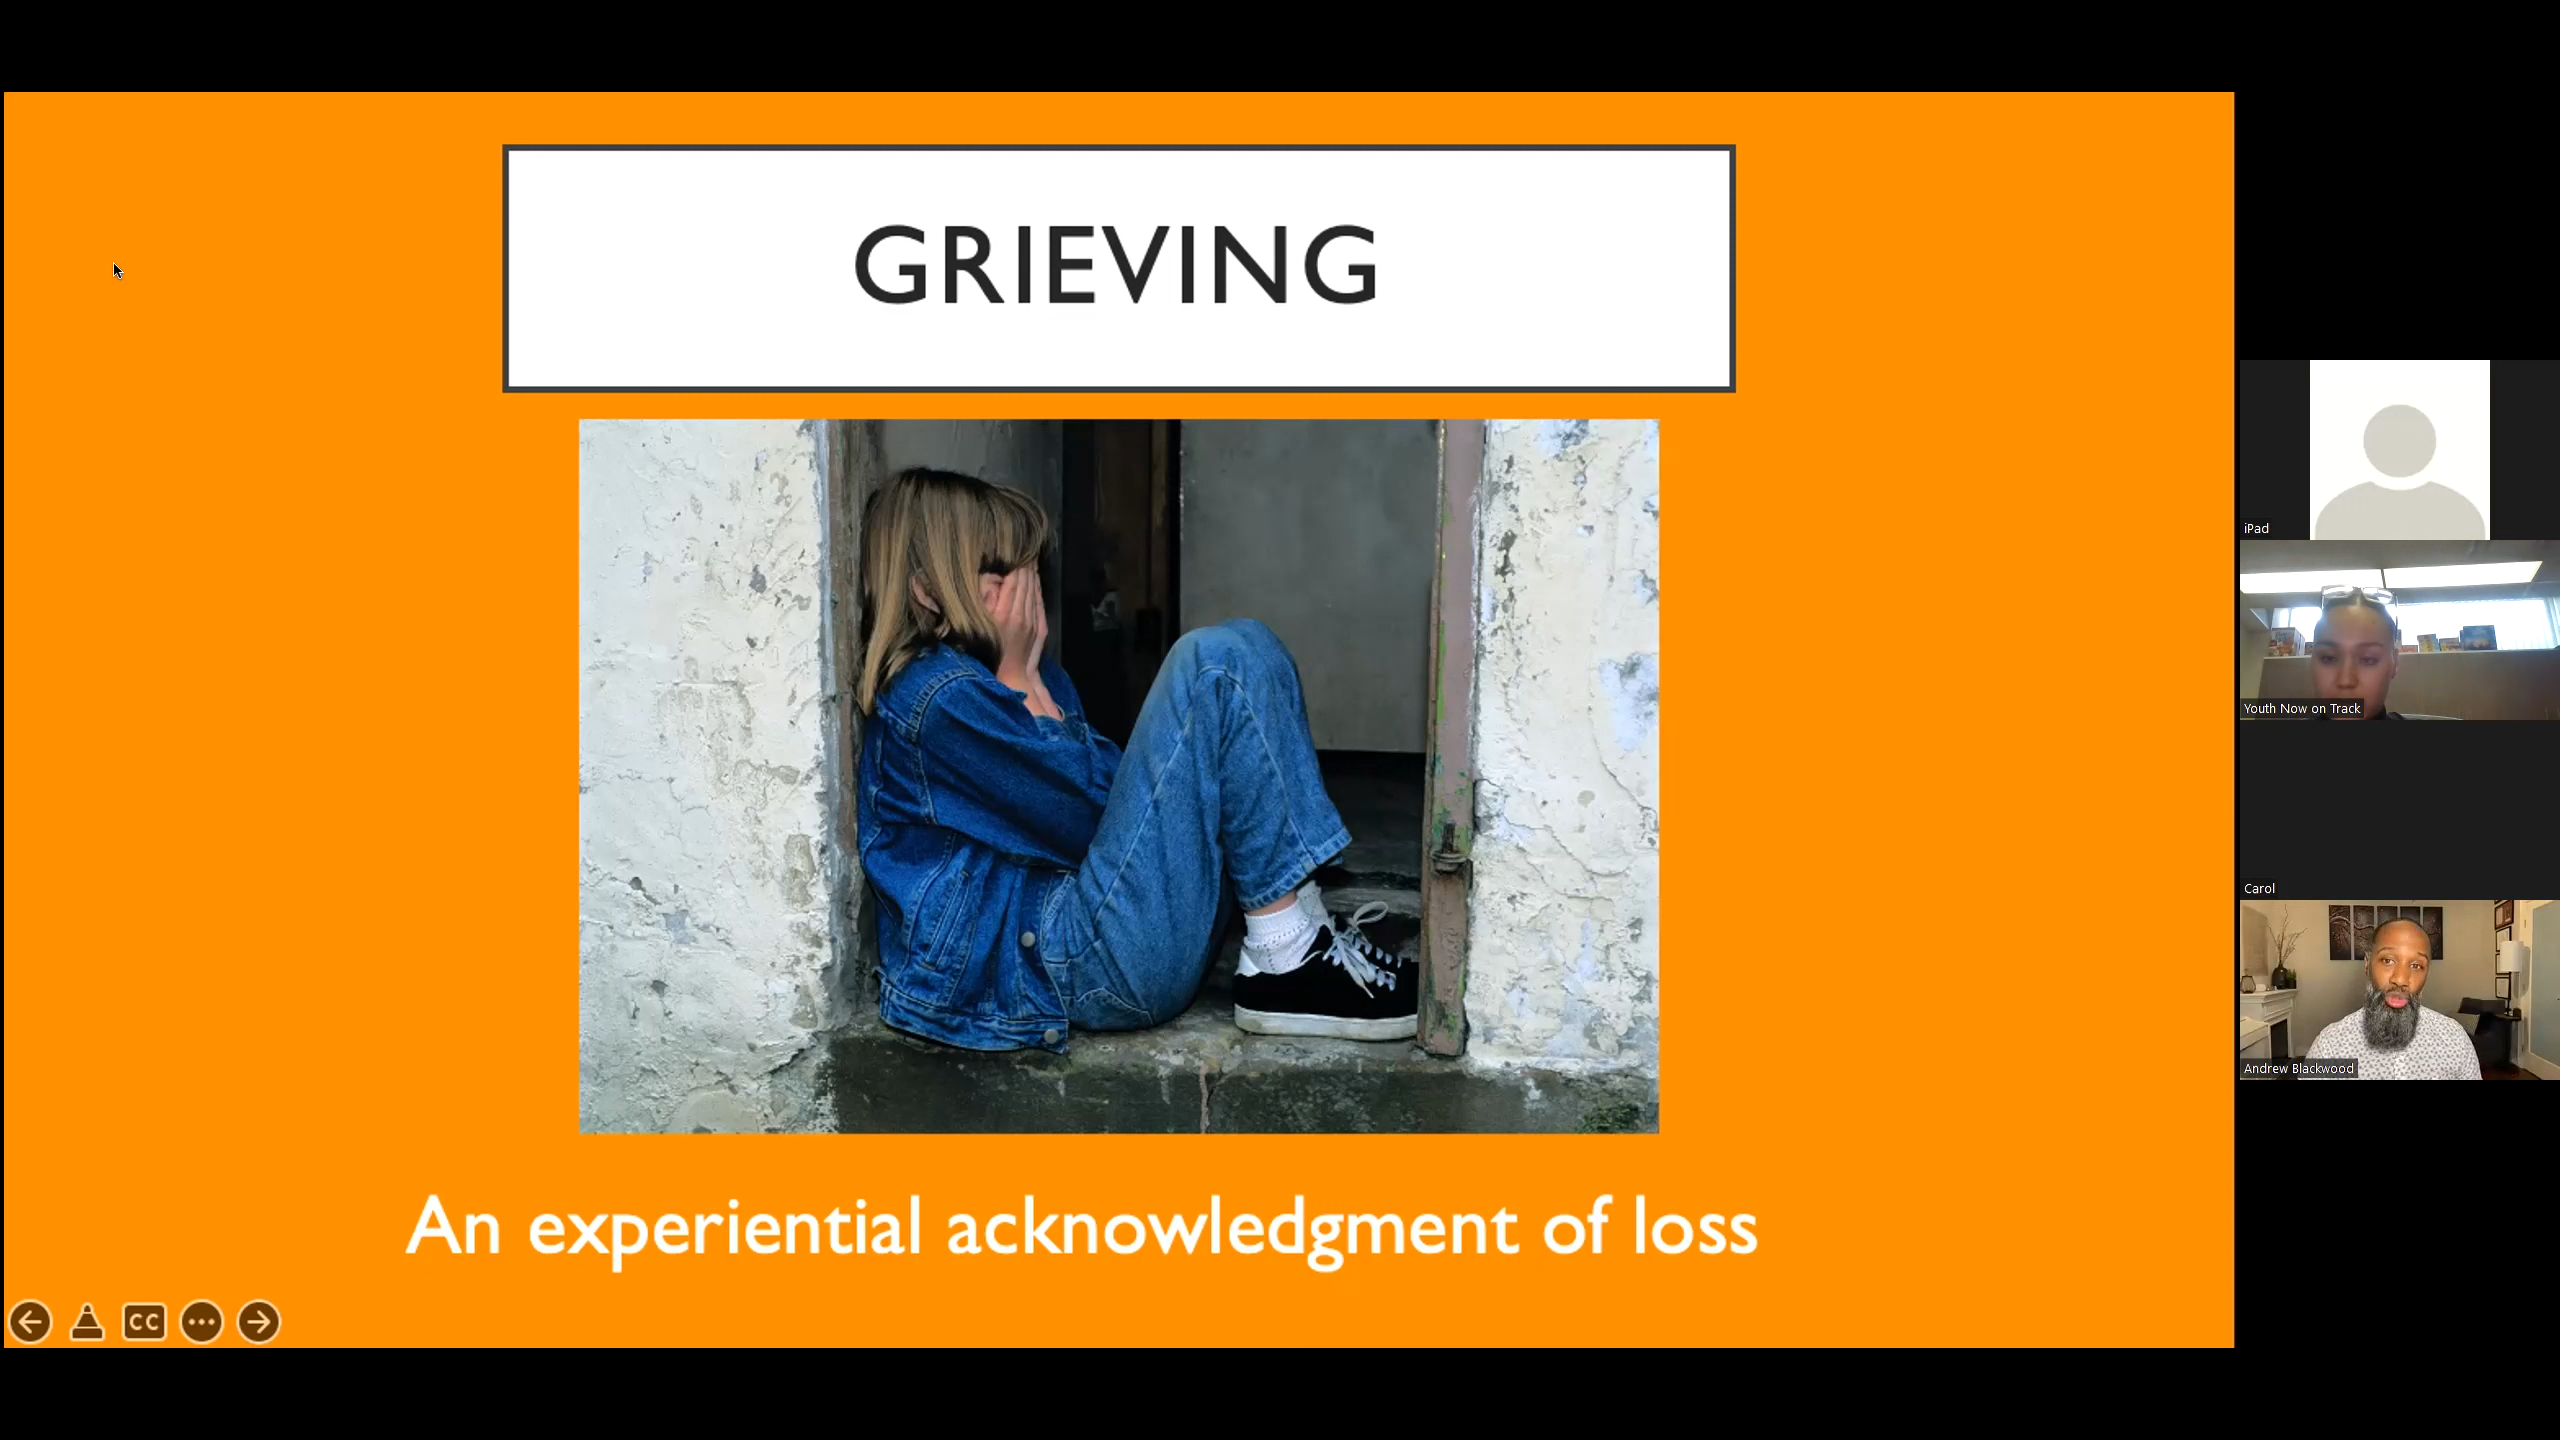 GRIEVING
An experiential acknowledgment of loss
CC
iPad
Youth Now on Track
Carol
Andrew Blackwood